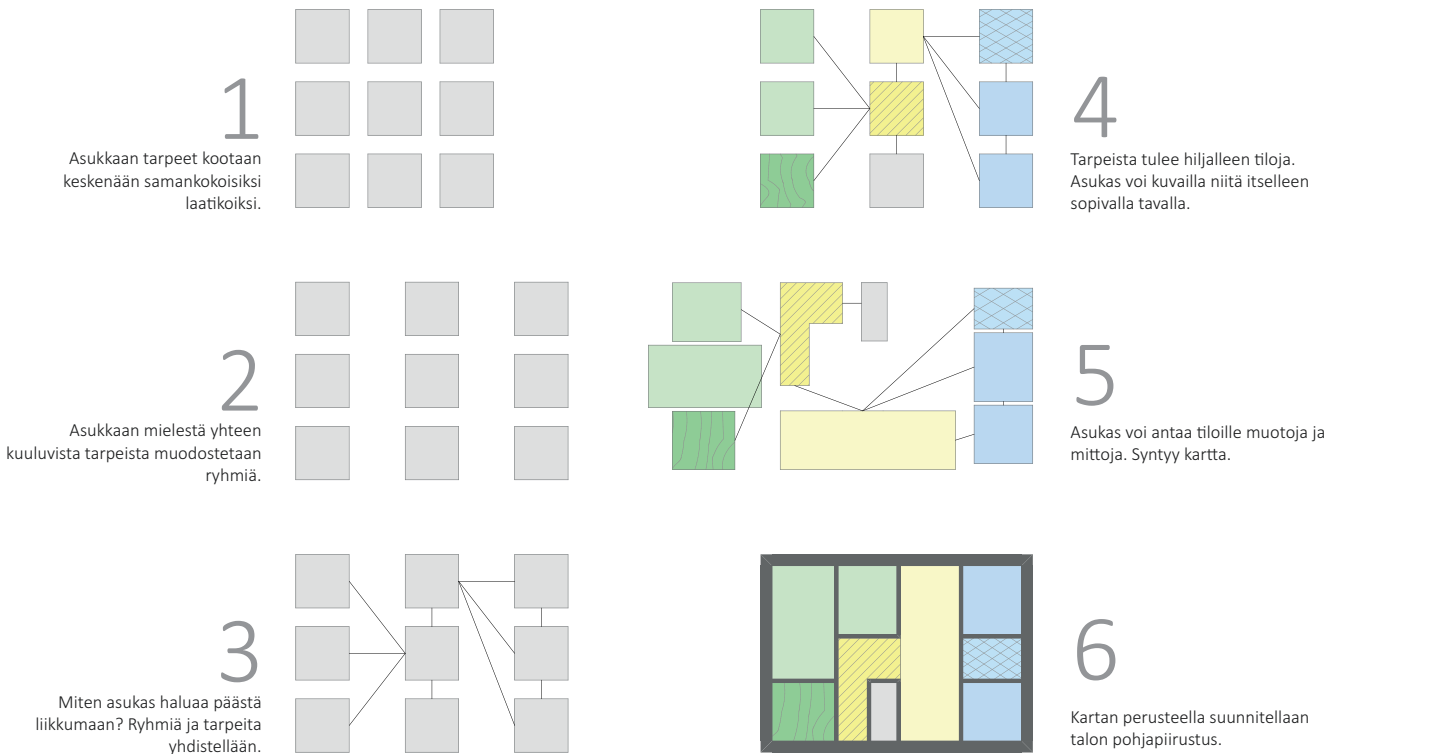 1
Asukkaan tarpeet kootaan
keskenään samankokoisiksi
laatikoiksi.
2
Asukkaan mielestä yhteen
kuuluvista tarpeista muodostetaan
ryhmiä.
3
Miten asukas haluaa päästä
liikkumaan? Ryhmiä ja tarpeita
yhdistellään.
4
Tarpeista tulee hiljalleen tiloja.
Asukas voi kuvailla niitä itselleen
sopivalla tavalla.
5
Asukas voi antaa tiloille muotoja ja
mittoja. Syntyy kartta.
6
Kartan perusteella suunnitellaan
talon pohjapiirustus.